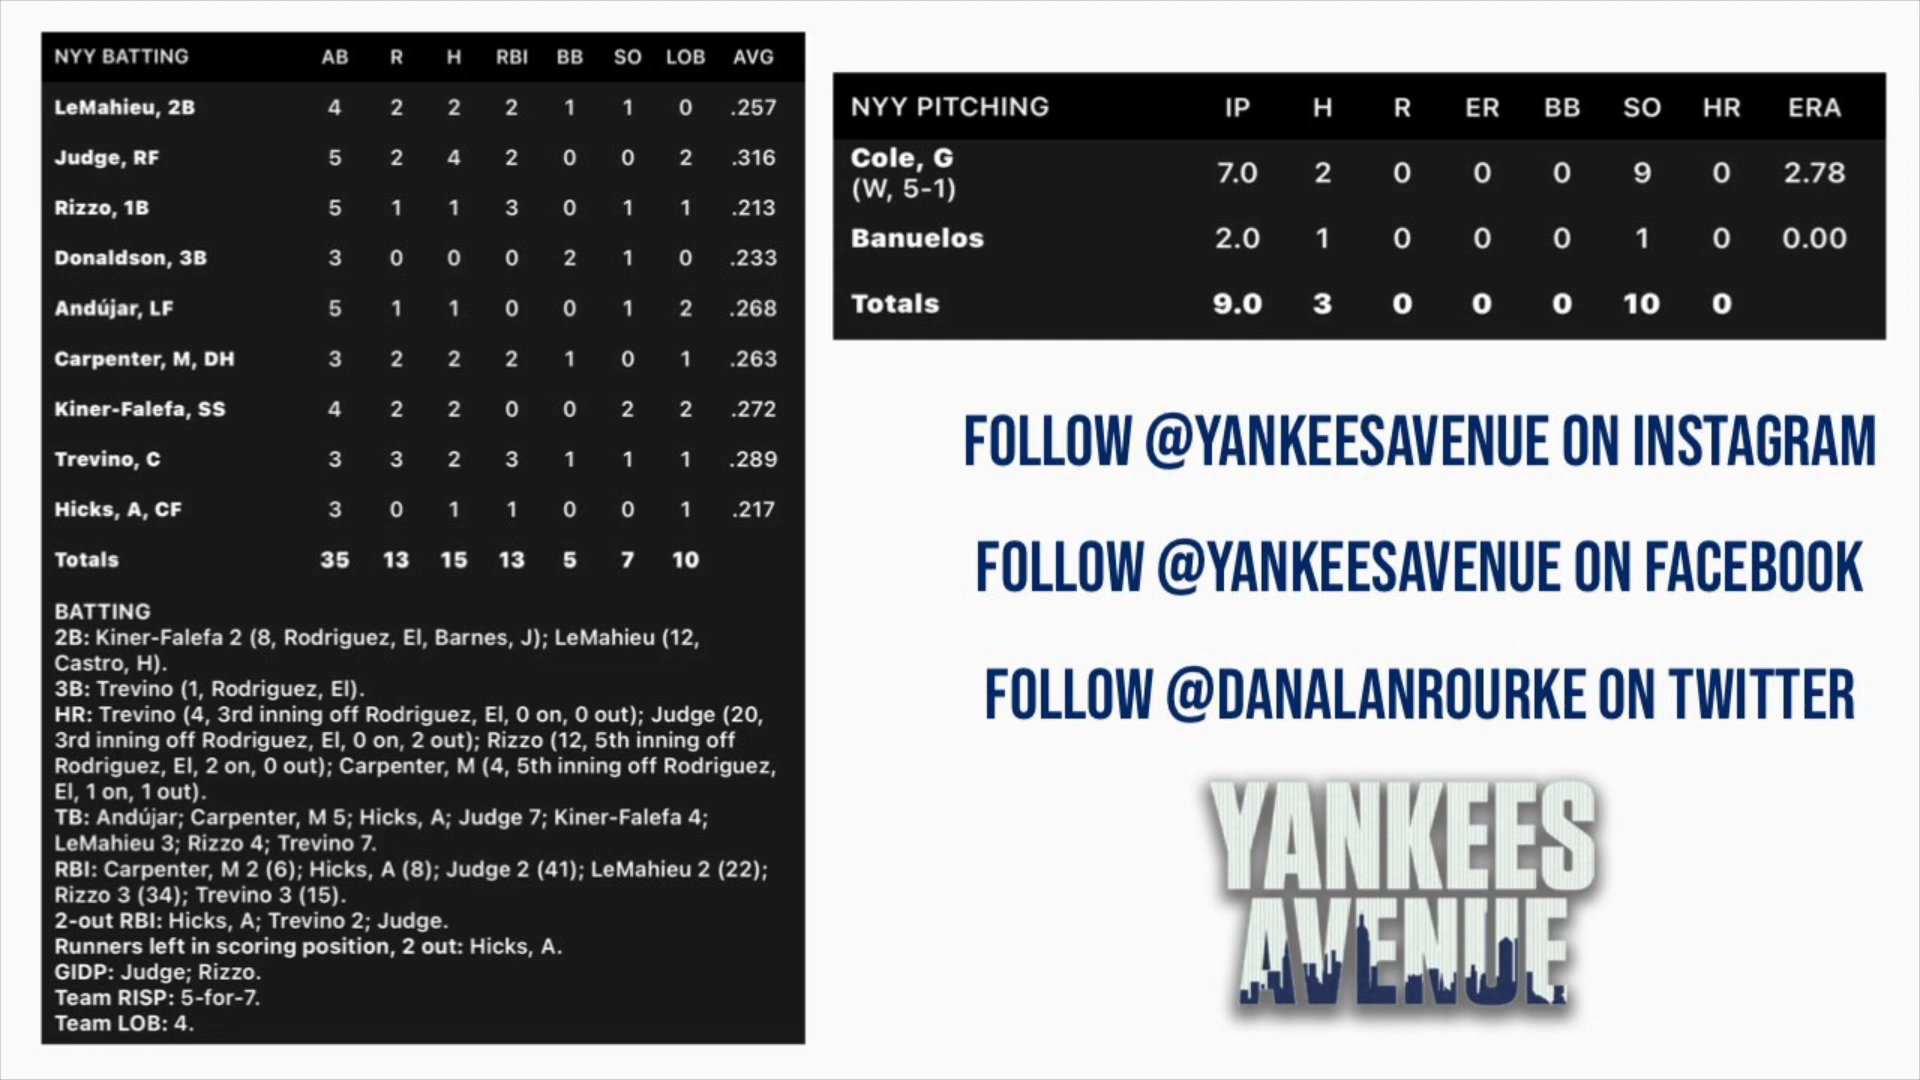 NYY BATTING AB R H RBI BB SO LOB AVG
LeMahieu, 2B 4 2 2 2 1 1 0 .257
Judge, RF 5 2 4 2 0 0 2 .316
Rizzo, 1B 5 1 1 3 0 1 1 .213
Donaldson, 3B 3 0 0 0 2 1 0 .233
Andújar, LF 5 1 1 0 0 1 2 .268
Carpenter, M, DH 3 2 2 2 1 0 1 .263
Kiner-Falefa, SS 4 2 2 0 0 2 2 .272
Trevino, C 3 3 2 3 1 1 1 .289
Hicks, A, CF 3 0 1 1 0 0 1 .217
Totals 35 13 15 13 5 7 10
BATTING
2B: Kiner-Falefa 2 (8, Rodriguez, El, Barnes, J); LeMahieu (12,
Castro, H).
3B: Trevino (1, Rodriguez, El).
HR: Trevino (4, 3rd inning off Rodriguez, El, 0 on, 0 out); Judge (20,
3rd inning off Rodriguez, El, 0 on, 2 out); Rizzo (12, 5th inning off
Rodriguez, El, 2 on, 0 out); Carpenter, M (4, 5th inning off Rodriguez,
El, 1 on, 1 out).
TB: Andújar; Carpenter, M 5; Hicks, A; Judge 7; Kiner-Falefa 4;
LeMahieu 3; Rizzo 4; Trevino 7.
RBI: Carpenter, M 2 (6); Hicks, A (8); Judge 2 (41); LeMahieu 2 (22);
Rizzo 3 (34); Trevino 3 (15).
2-out RBI: Hicks, A; Trevino 2; Judge.
Runners left in scoring position, 2 out: Hicks, A.
GIDP: Judge; Rizzo.
Team RISP: 5-for-7.
Team LOB: 4.
NYY PITCHING IP H R ER BB SO HR ERA
Cole, G 7.0 2 0 0 0 9 0 2.78
(W, 5-1)
Banuelos 2.0 1 0 0 0 1 0 0.00
Totals 9.0 3 0 0 0 10 0
FOLLOW @YANKEESAVENUE ON INSTAGRAM
FOLLOW @YANKEESAVENUE ON FACEBOOK
FOLLOW @DANALANROURKE ON TWITTER
YANKEES
AVENUE